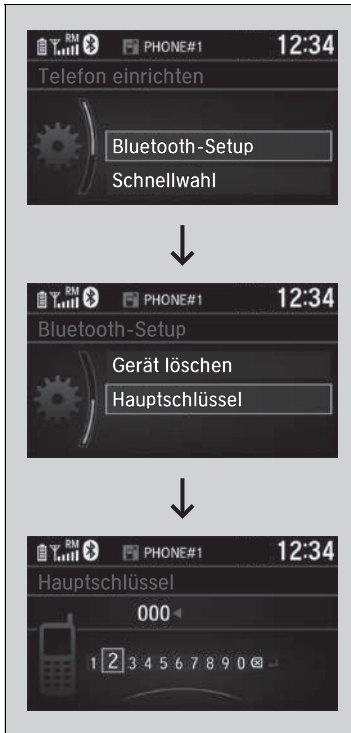 RM PHONE#1 12:34
Telefon einrichten
Bluetooth-Setup
Schnellwahl
RM PHONE#1 12:34
Bluetooth-Setup
Gerät löschen
Hauptschlüssel
RM PHONE#1 12:34
Hauptschlüssel
000
1 2 3 4 5 6 7 8 9 0